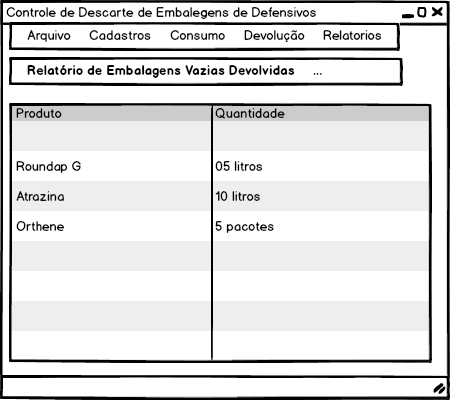 Controle de Descarte de Embalegens de Defensivos
Arquivo Cadastros Consumo Devolução Relatorios
Relatório de Embalagens Vazias Devolvidas ...
Produto Quantidade
Roundap G 05 litros
Atrazina 10 litros
Orthene 5 pacotes